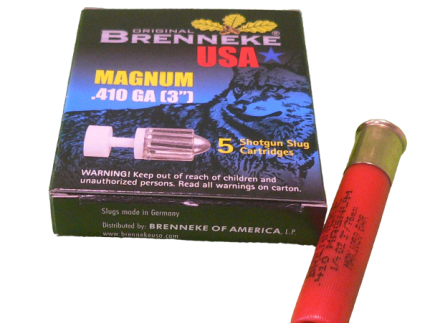 ORIGINAL
BRENNEKE®
USA
MAGNUM
.410 GA (3")
5 Shotgun Slug
Cartridges
WARNING! Keep out of reach of children and
unauthorized persons. Read all warnings on carton.
Slugs made in Germany
Distributed by: BRENNEKE OF AMERICA, L.P.
www.brennekeusa.com